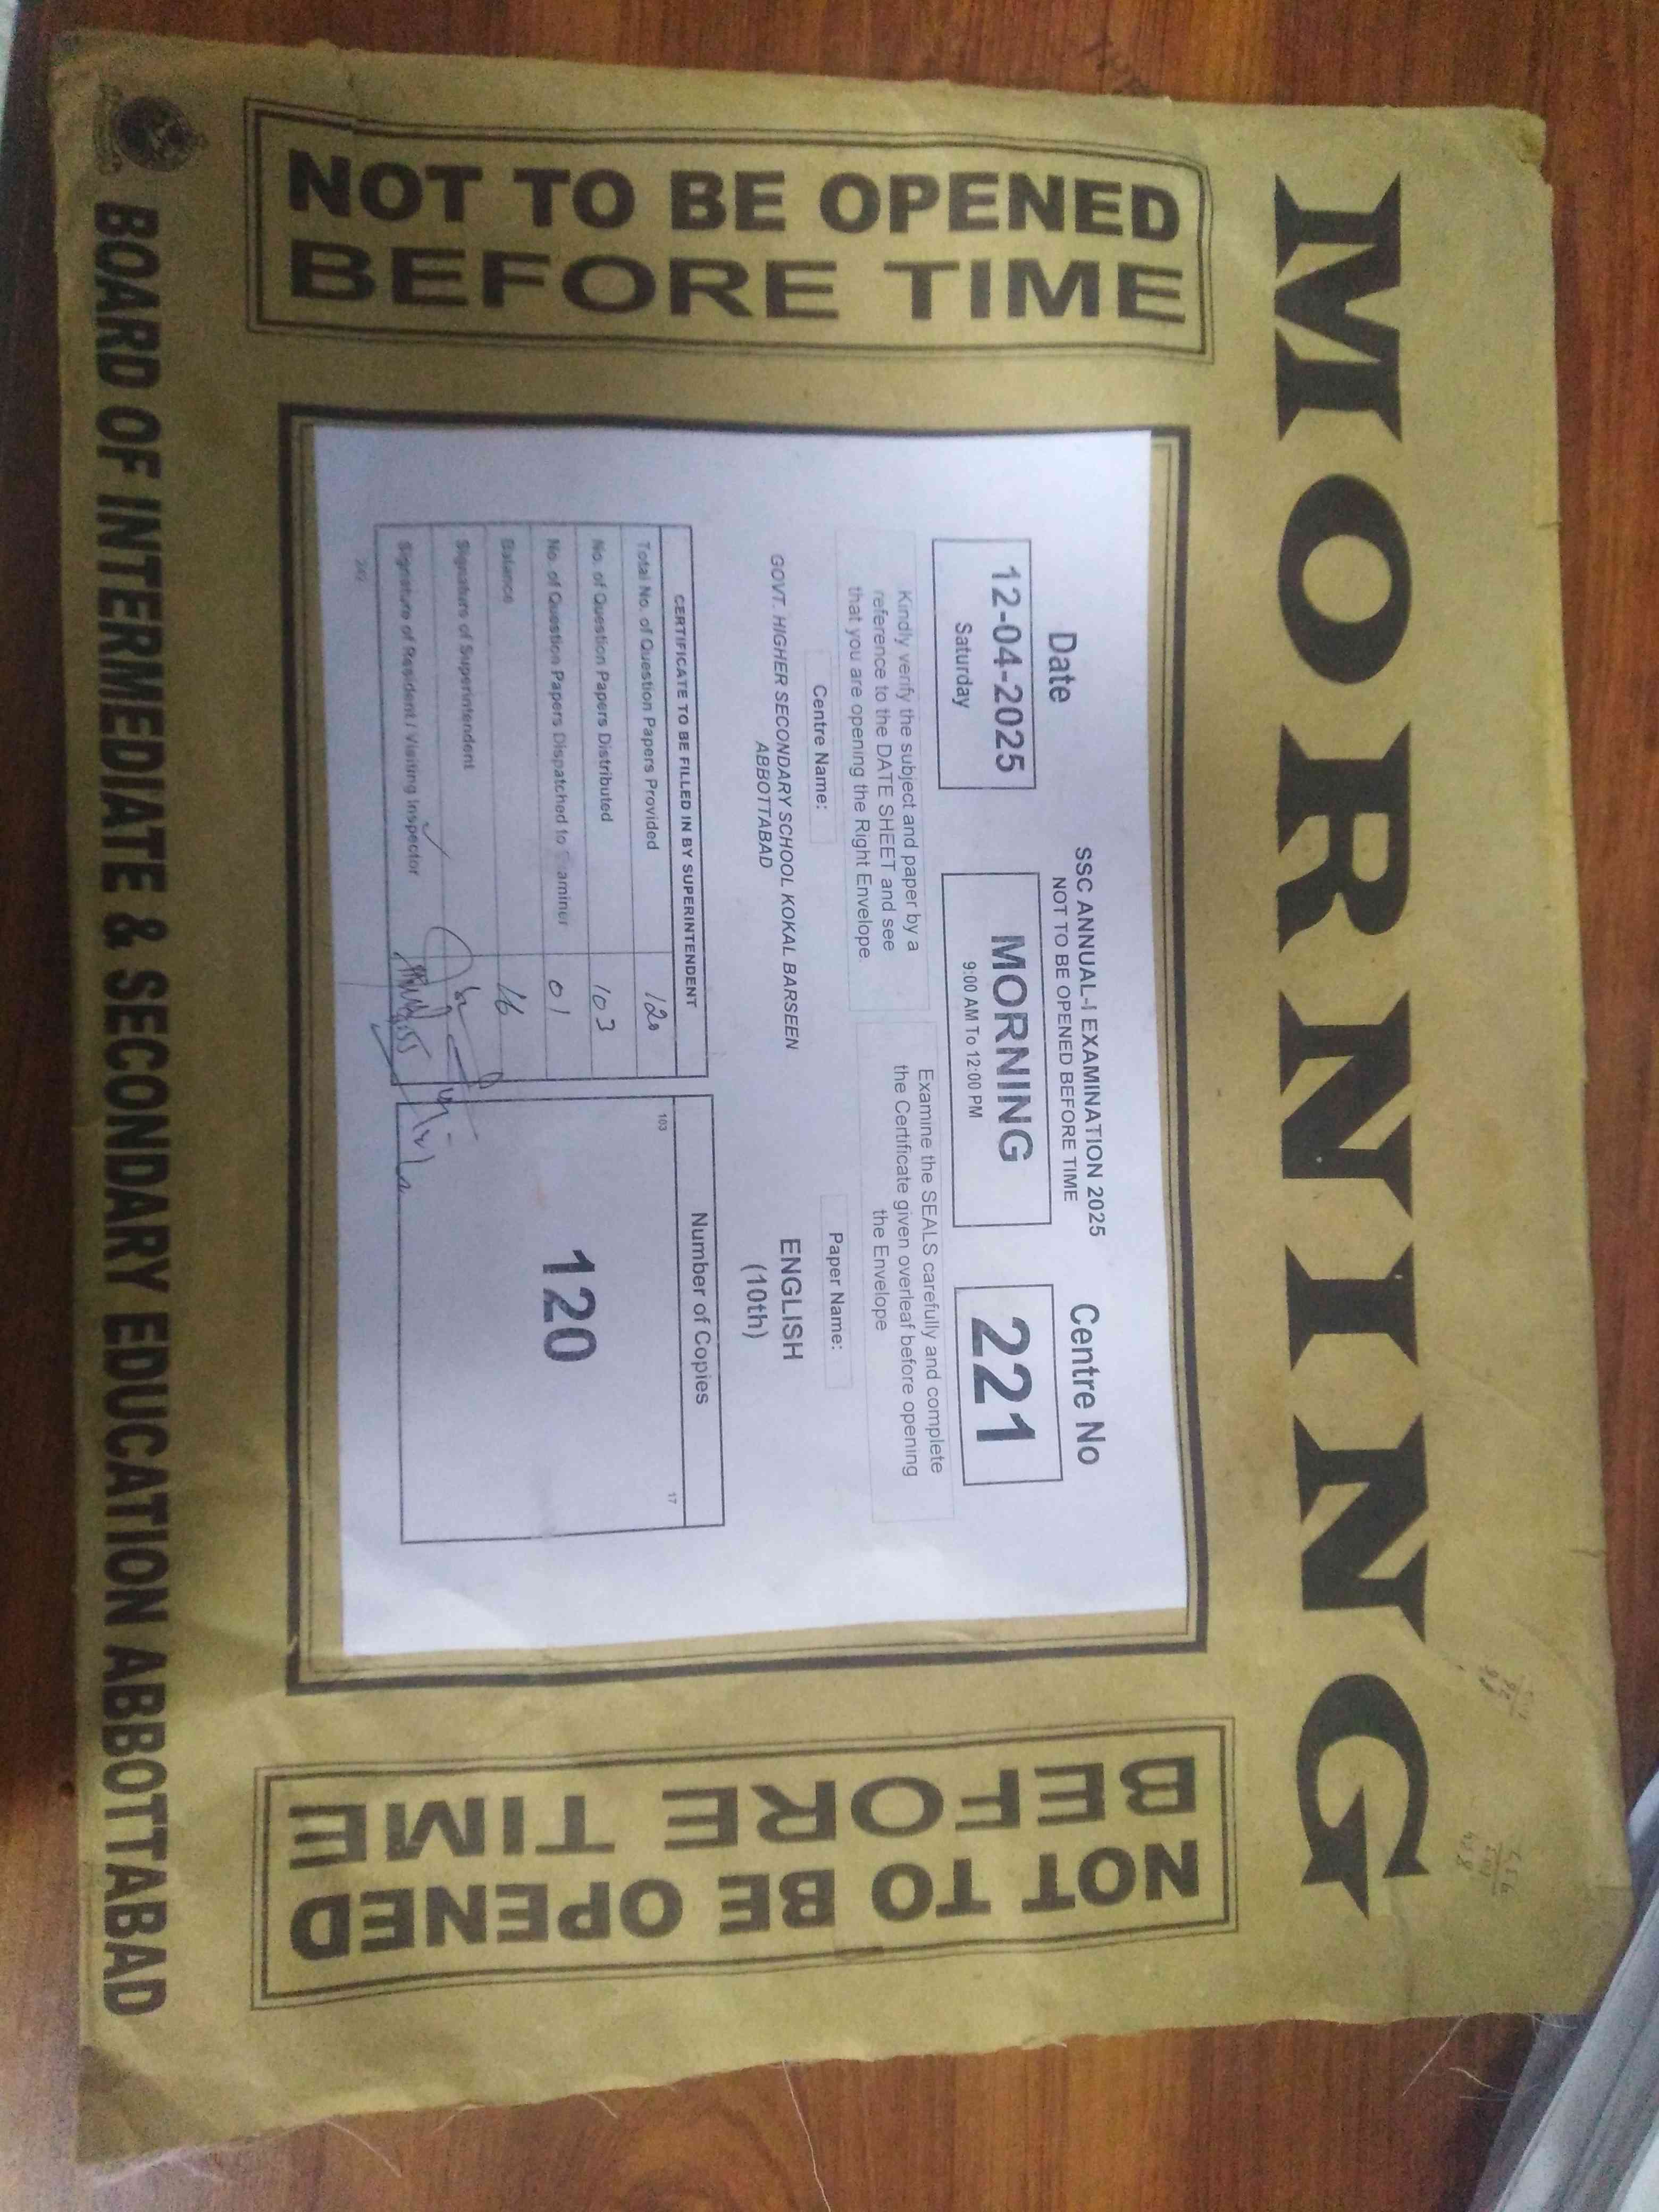 MORNING
NOT TO BE OPENED
BEFORE TIME
SSC ANNUAL-I EXAMINATION 2025
NOT TO BE OPENED BEFORE TIME
Date
12-04-2025
Saturday
MORNING
9:00 AM To 12:00 PM
Centre No
221
Kindly verify the subject and paper by a
reference to the DATE SHEET and see
that you are opening the Right Envelope.
Examine the SEALS carefully and complete
the Certificate given overleaf before opening
the Envelope
Centre Name:
GOVT. HIGHER SECONDARY SCHOOL KOKAL BARSEEN
ABBOTTABAD
Paper Name:
ENGLISH
(10th)
CERTIFICATE TO BE FILLED IN BY SUPERINTENDENT
Total No. of Question Papers Provided 120
No. of Question Papers Distributed 103
No. of Question Papers Dispatched to Examiner 01
Balance 16
Signature of Superintendent
Signature of Resident / Visiting Inspector
242
Number of Copies
103 17
120
NOT TO BE OPENED
BEFORE TIME
BOARD OF INTERMEDIATE & SECONDARY EDUCATION ABBOTTABAD